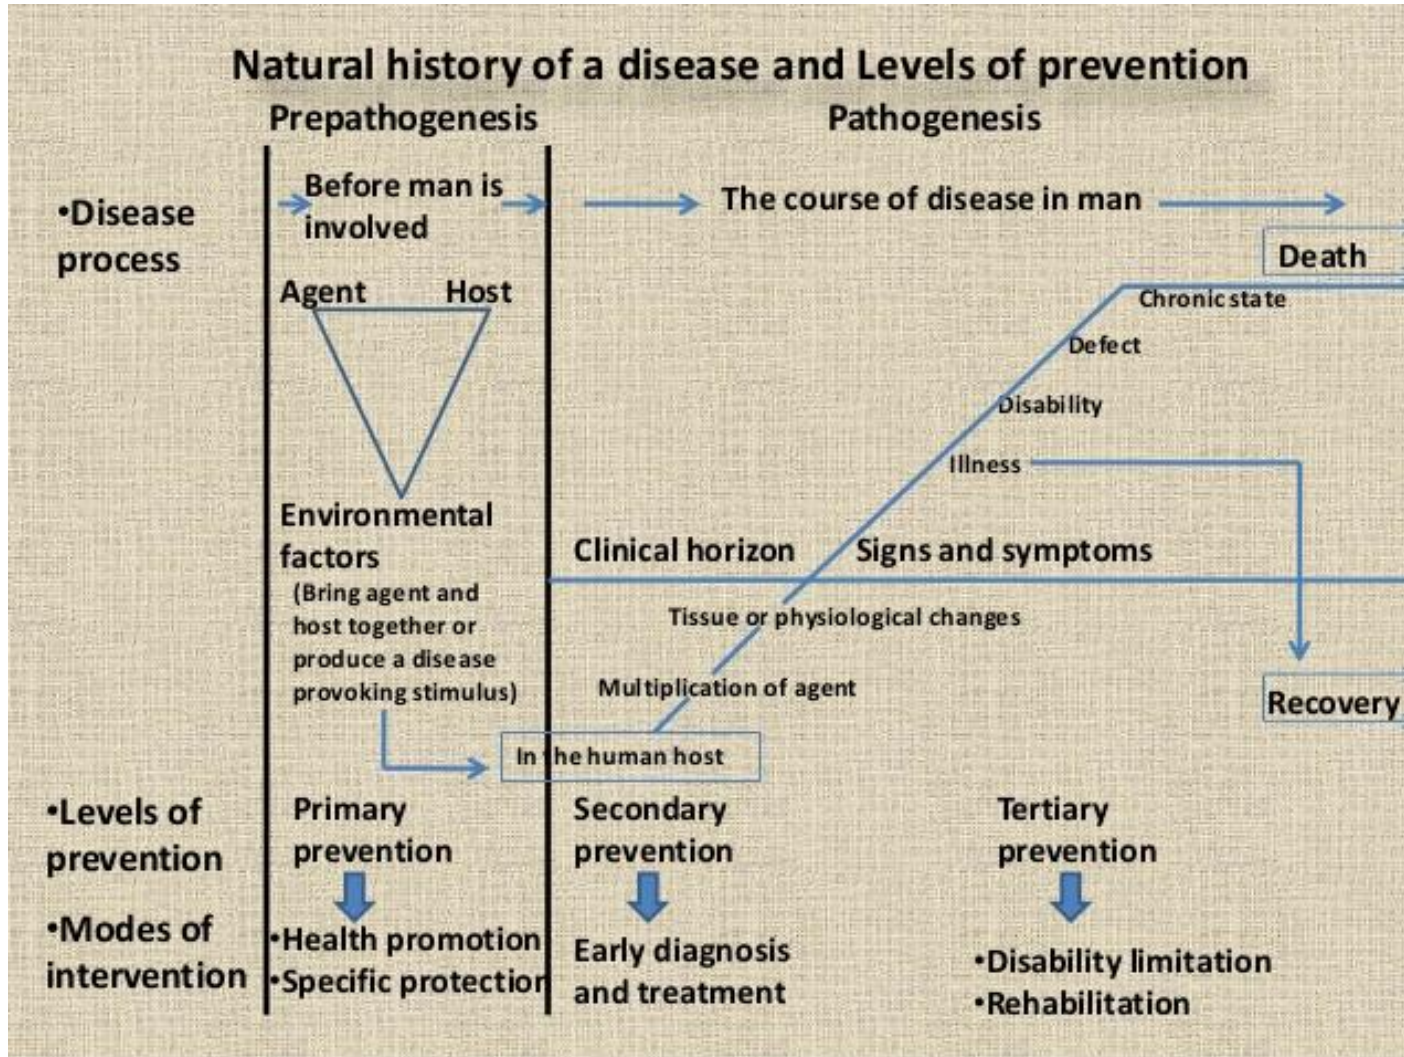 Natural history of a disease and Levels of prevention
Prepathogenesis
Pathogenesis
•Disease
process
Before man is
involved
The course of disease in man
Agent
Host
Environmental
factors
(Bring agent and
host together or
produce a disease
provoking stimulus)
Death
Chronic state
Defect
Disability
Illness
Clinical horizon
Signs and symptoms
Tissue or physiological changes
Multiplication of agent
In the human host
Recovery
•Levels of
prevention
Primary
prevention
Secondary
prevention
Tertiary
prevention
•Modes of
intervention
•Health promotion
•Specific protection
Early diagnosis
and treatment
•Disability limitation
•Rehabilitation